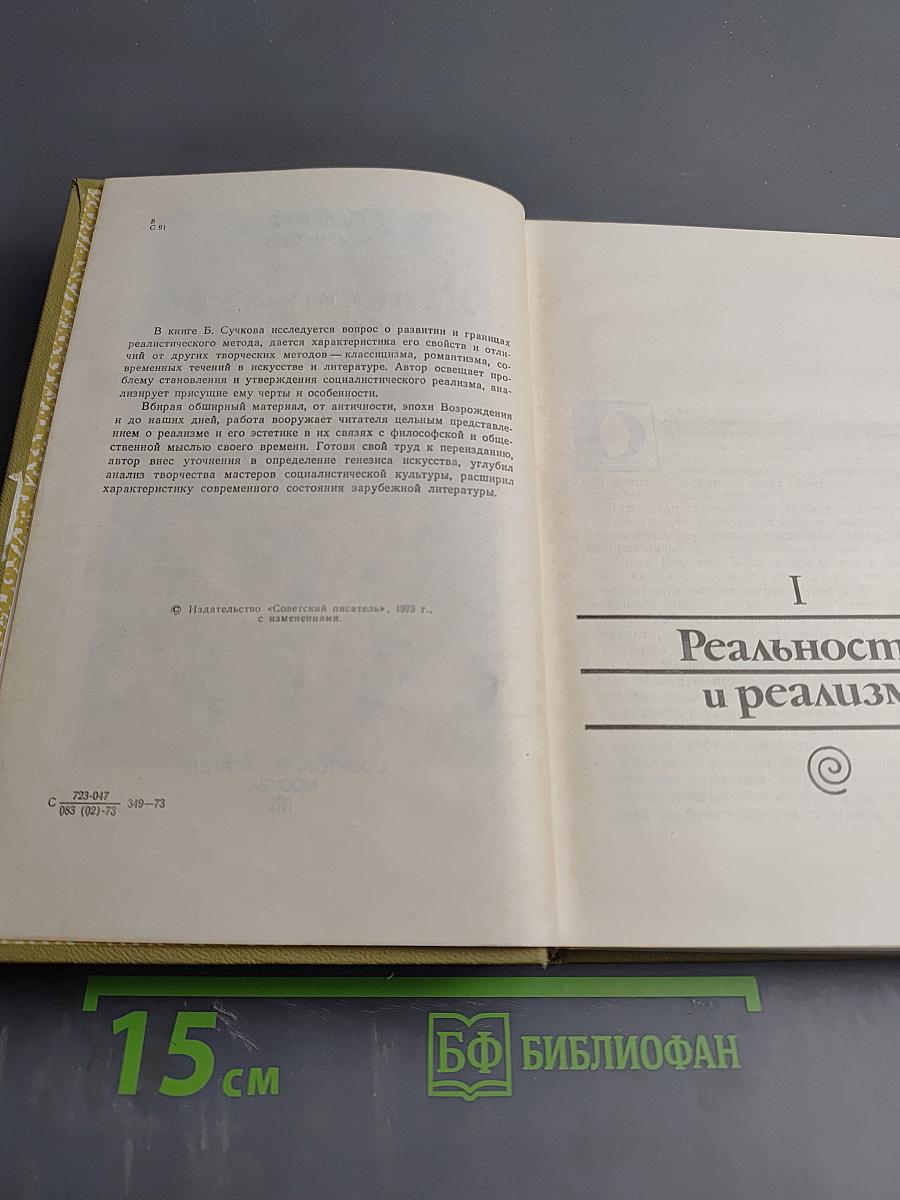 8
С 91
В книге Б. Сучкова исследуется вопрос о развитии и границах
реалистического метода, дается характеристика его свойств и отли-
чий от других творческих методов — классицизма, романтизма, со-
временных течений в искусстве и литературе. Автор освещает про-
блему становления и утверждения социалистического реализма, ана-
лизирует присущие ему черты и особенности.
Вбирая обширный материал, от античности, эпохи Возрождения
и до наших дней, работа вооружает читателя цельным представле-
нием о реализме и его эстетике в их связях с философской и обще-
ственной мыслью своего времени. Готовя свой труд к переизданию,
автор внес уточнения в определение генезиса искусства, углубил
анализ творчества мастеров социалистической культуры, расширил
характеристику современного состояния зарубежной литературы.
© Издательство «Советский писатель», 1973 г.,
с изменениями.
С 723-047
083 (02)-73 349—73
I
Реальност
и реализм
15 см
БФ БИБЛИОФАН